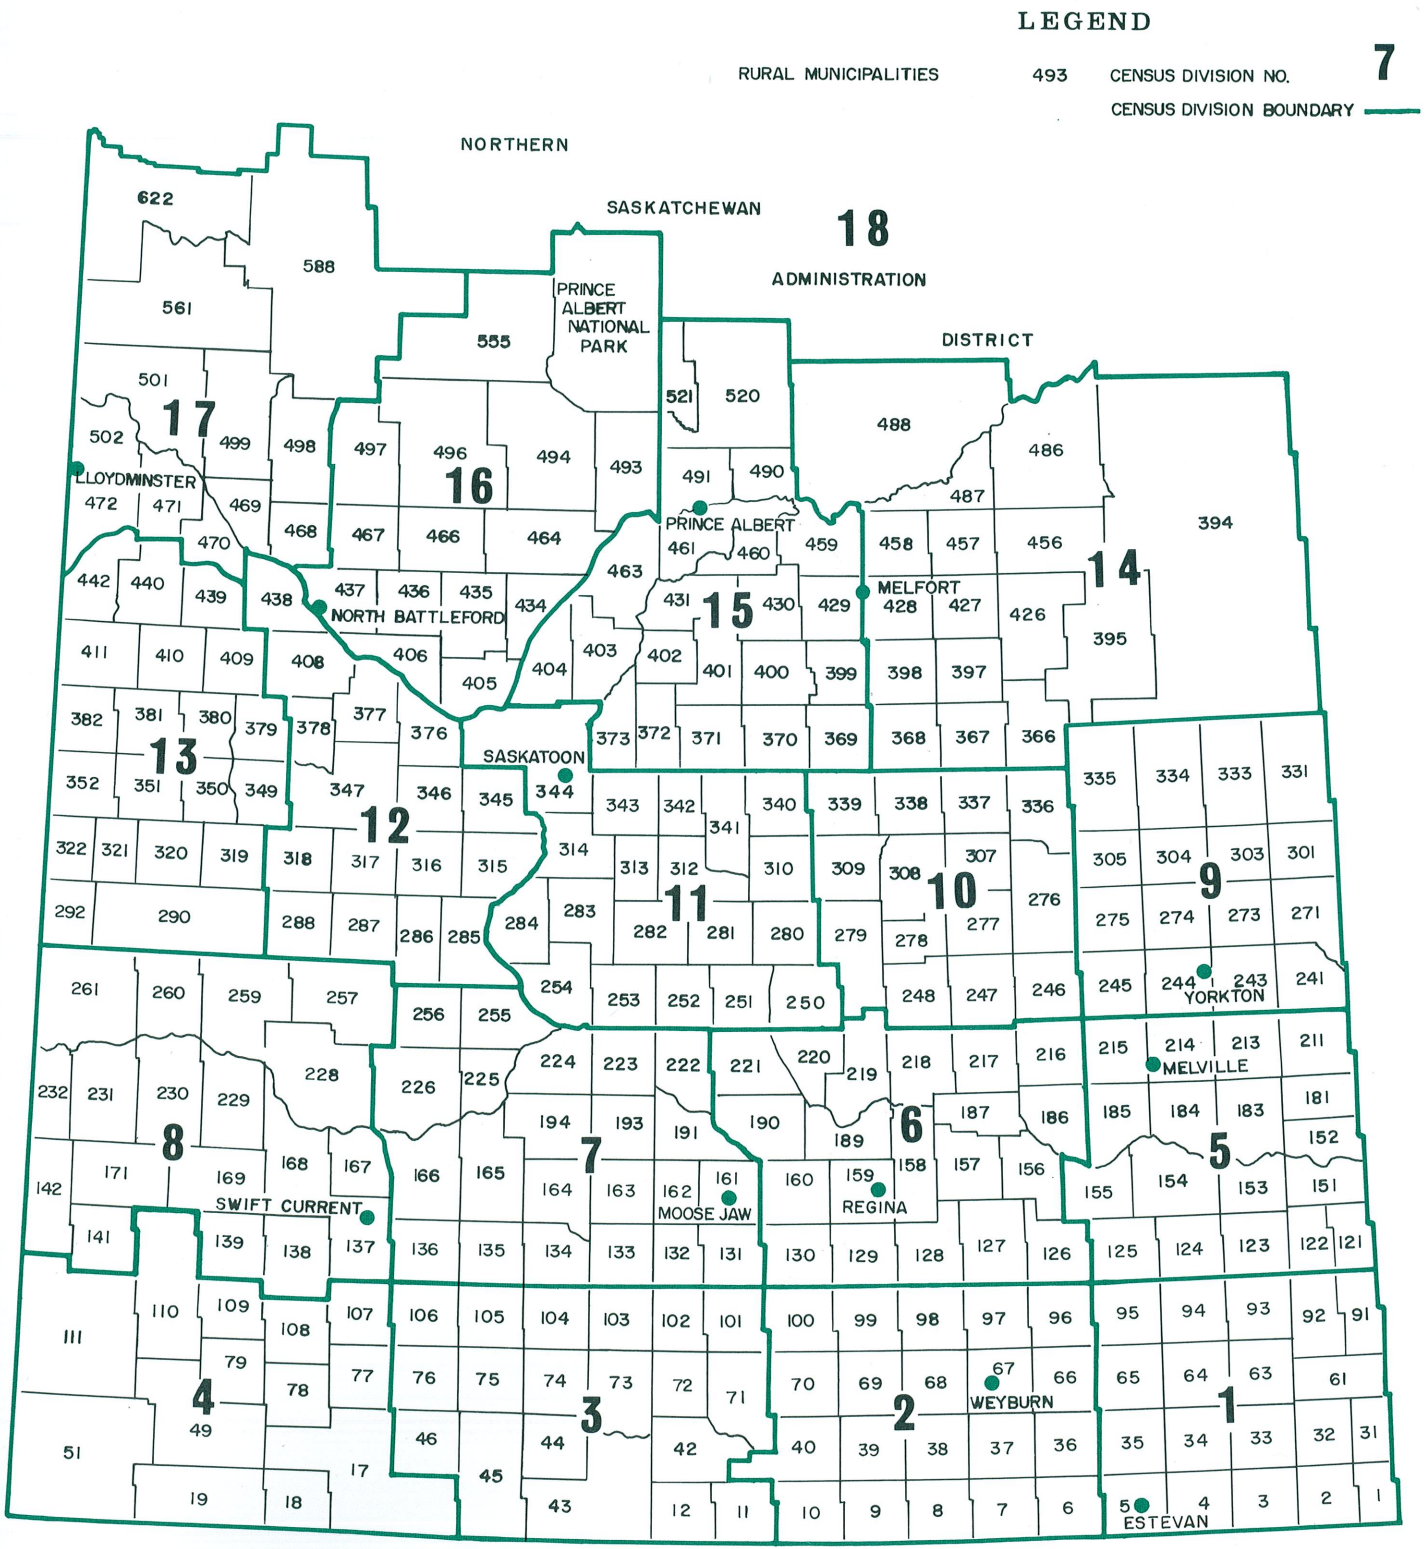 LEGEND
7
RURAL MUNICIPALITIES 493 CENSUS DIVISION NO.
CENSUS DIVISION BOUNDARY
NORTHERN
622
SASKATCHEWAN
18
588
ADMINISTRATION
PRINCE
ALBERT
NATIONAL
PARK
561
555
DISTRICT
501
17
521 520
488
502 499 498 497 496 494 493 486
LLOYDMINSTER
16
491 490 487
472 471 469 468 467 466 464
PRINCE ALBERT
394
470 461 460 459 458 457 456
14
442 440 439 438 437 436 435 434 463
MELFORT
NORTH BATTLEFORD
431 15 430 429 428 427 426
395
411 410 409 408 406 405 404 403 402 401 400 399 398 397
382 381 380 379 378 377 376 373 372 371 370 369 368 367 366
13
SASKATOON
335 334 333 331
352 351 350 349 347 346 345 344 343 342 341 340 339 338 337 336
12
322 321 320 319 318 317 316 315 314 313 312 310 309 308 307 305 304 303 301
11
10
9
276
292 290 288 287 286 285 284 283 282 281 280 279 278 277 275 274 273 271
261 260 259 257 254 253 252 251 250 248 247 246 245 244 243 241
YORKTON
256 255
228 226 225 224 223 222 221 220 219 218 217 216 215 214 213 211
MELVILLE
232 231 230 229 194 193 191 190 189 187 186 185 184 183 181
6
152
8
7
5
142 171 169 168 167 166 165 164 163 162 161 160 159 158 157 156 155 154 153 151
SWIFT CURRENT
MOOSE JAW
REGINA
141 139 138 137 136 135 134 133 132 131 130 129 128 127 126 125 124 123 122 121
111 110 109 108 107 106 105 104 103 102 101 100 99 98 97 96 95 94 93 92 91
79 78 77 76 75 74 73 72 71 70 69 68 67 66 65 64 63 61
WEYBURN
4
3
2
1
51 49 46 44 42 40 39 38 37 36 35 34 33 32 31
17 45
19 18 43 12 11 10 9 8 7 6 5 4 3 2 1
ESTEVAN